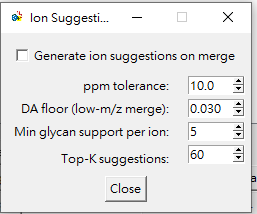 Ion Suggesti...
Generate ion suggestions on merge
ppm tolerance: 10.0
DA floor (low-m/z merge): 0.030
Min glycan support per ion: 5
Top-K suggestions: 60
Close